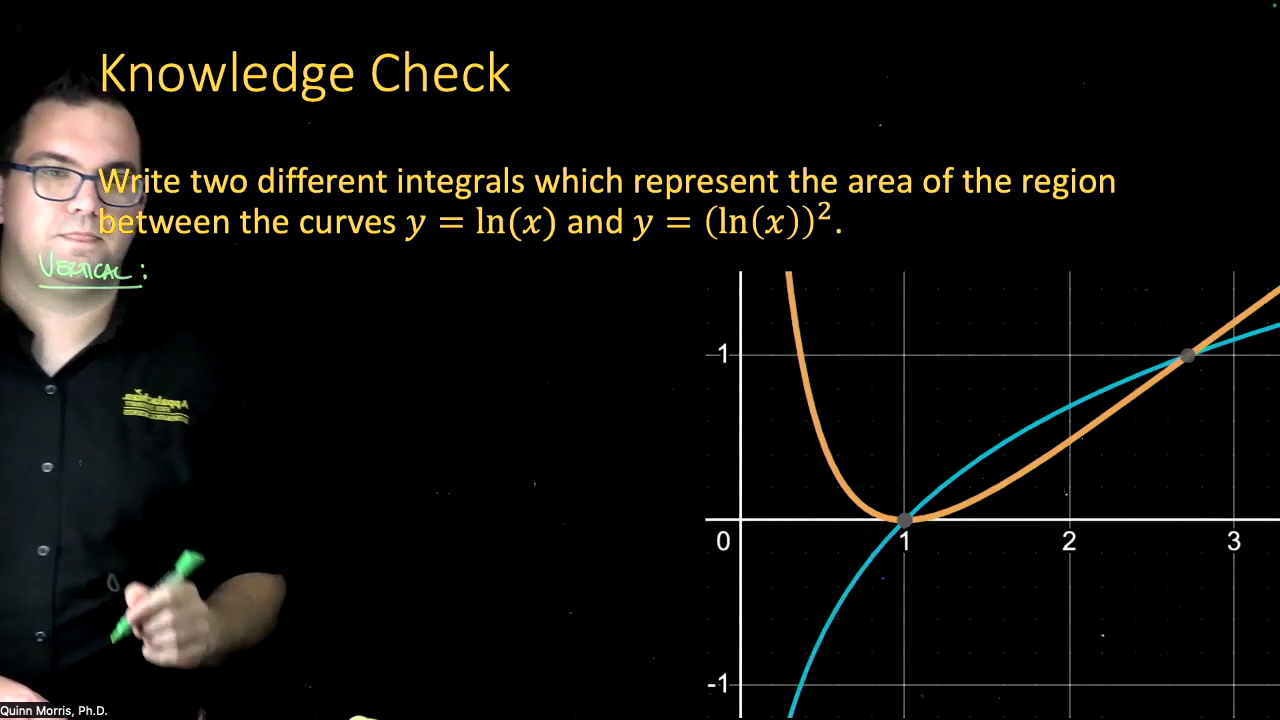 Knowledge Check
Write two different integrals which represent the area of the region
between the curves y = ln(x) and y = (ln(x))².
VERTICAL:
1
0
1
2
3
-1
Quinn Morris, Ph.D.